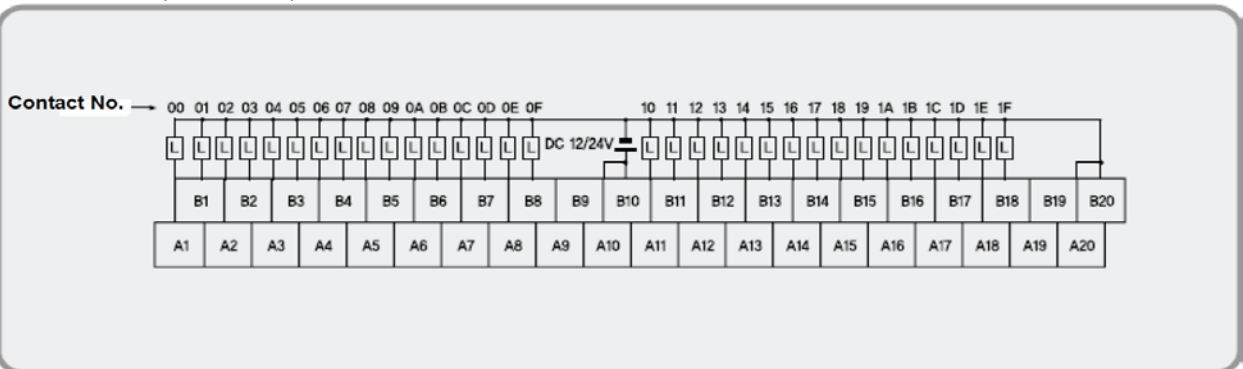 Contact No. 00 01 02 03 04 05 06 07 08 09 0A 0B 0C 0D 0E 0F 10 11 12 13 14 15 16 17 18 19 1A 1B 1C 1D 1E 1F
L L L L L L L L L L L L L L L L DC 12/24V L L L L L L L L L L L L L L L L
B1 B2 B3 B4 B5 B6 B7 B8 B9 B10 B11 B12 B13 B14 B15 B16 B17 B18 B19 B20
A1 A2 A3 A4 A5 A6 A7 A8 A9 A10 A11 A12 A13 A14 A15 A16 A17 A18 A19 A20